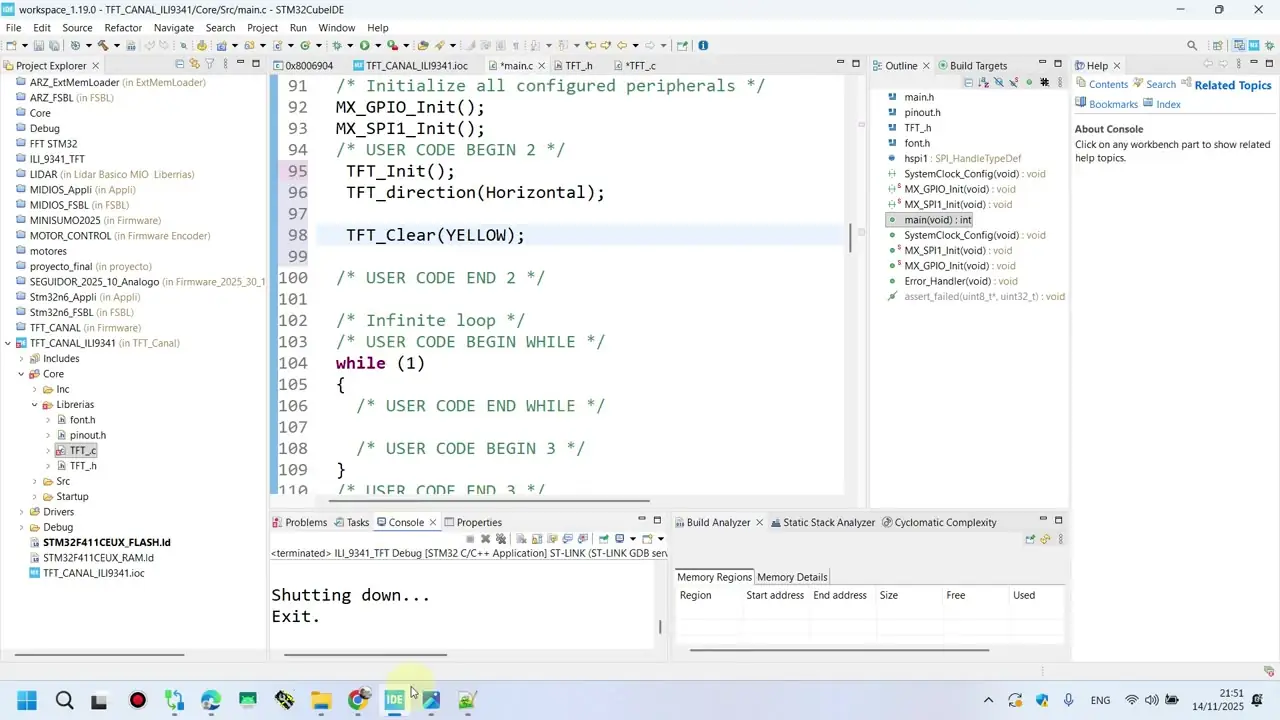 workspace_1.19.0 - TFT_CANAL_ILI9341/Core/Src/main.c - STM32CubeIDE
File Edit Source Refactor Navigate Search Project Run Window Help
Project Explorer
ARZ_ExtMemLoader (in ExtMemLoader)
ARZ_FSBL (in FSBL)
Core
Debug
FFT STM32
ILI_9341_TFT
LIDAR (in Lidar Basico MIO Liberrias)
MIDIOS_Appli (in Appli)
MIDIOS_FSBL (in FSBL)
MINISUMO2025 (in Firmware)
MOTOR_CONTROL (in Firmware Encoder)
motores
proyecto_final (in proyecto)
SEGUIDOR_2025_10_Analogo (in Firmware_2025_30_1
Stm32n6_Appli (in Appli)
Stm32n6_FSBL (in FSBL)
TFT_CANAL (in Firmware)
TFT_CANAL_ILI9341 (in TFT_Canal)
Includes
Core
Inc
Librerias
font.h
pinout.h
TFT_.c
TFT_.h
Src
Startup
Drivers
Debug
STM32F411CEUX_FLASH.ld
STM32F411CEUX_RAM.ld
TFT_CANAL_ILI9341.ioc
0x8006904 TFT_CANAL_ILI9341.ioc *main.c TFT_.h *TFT_.c
91 /* Initialize all configured peripherals */
92 MX_GPIO_Init();
93 MX_SPI1_Init();
94 /* USER CODE BEGIN 2 */
95 TFT_Init();
96 TFT_direction(Horizontal);
97
98 TFT_Clear(YELLOW);
99
100 /* USER CODE END 2 */
101
102 /* Infinite loop */
103 /* USER CODE BEGIN WHILE */
104 while (1)
105 {
106 /* USER CODE END WHILE */
107
108 /* USER CODE BEGIN 3 */
109 }
110 /* USER CODE END 3 */
Outline Build Targets
main.h
pinout.h
TFT_.h
font.h
hspi1 : SPI_HandleTypeDef
SystemClock_Config(void) : void
MX_GPIO_Init(void) : void
MX_SPI1_Init(void) : void
main(void) : int
SystemClock_Config(void) : void
MX_SPI1_Init(void) : void
MX_GPIO_Init(void) : void
Error_Handler(void) : void
assert_failed(uint8_t*, uint32_t) : void
Help
Contents Search Related Topics
Bookmarks Index
About Console
Click on any workbench part to show related
help topics.
Problems Tasks Console Properties
<terminated> ILI_9341_TFT Debug [STM32 C/C++ Application] ST-LINK (ST-LINK GDB serv
Shutting down...
Exit.
Build Analyzer Static Stack Analyzer Cyclomatic Complexity
Memory Regions Memory Details
Region Start address End address Size Free Used
IDE
ENG
21:51
14/11/2025